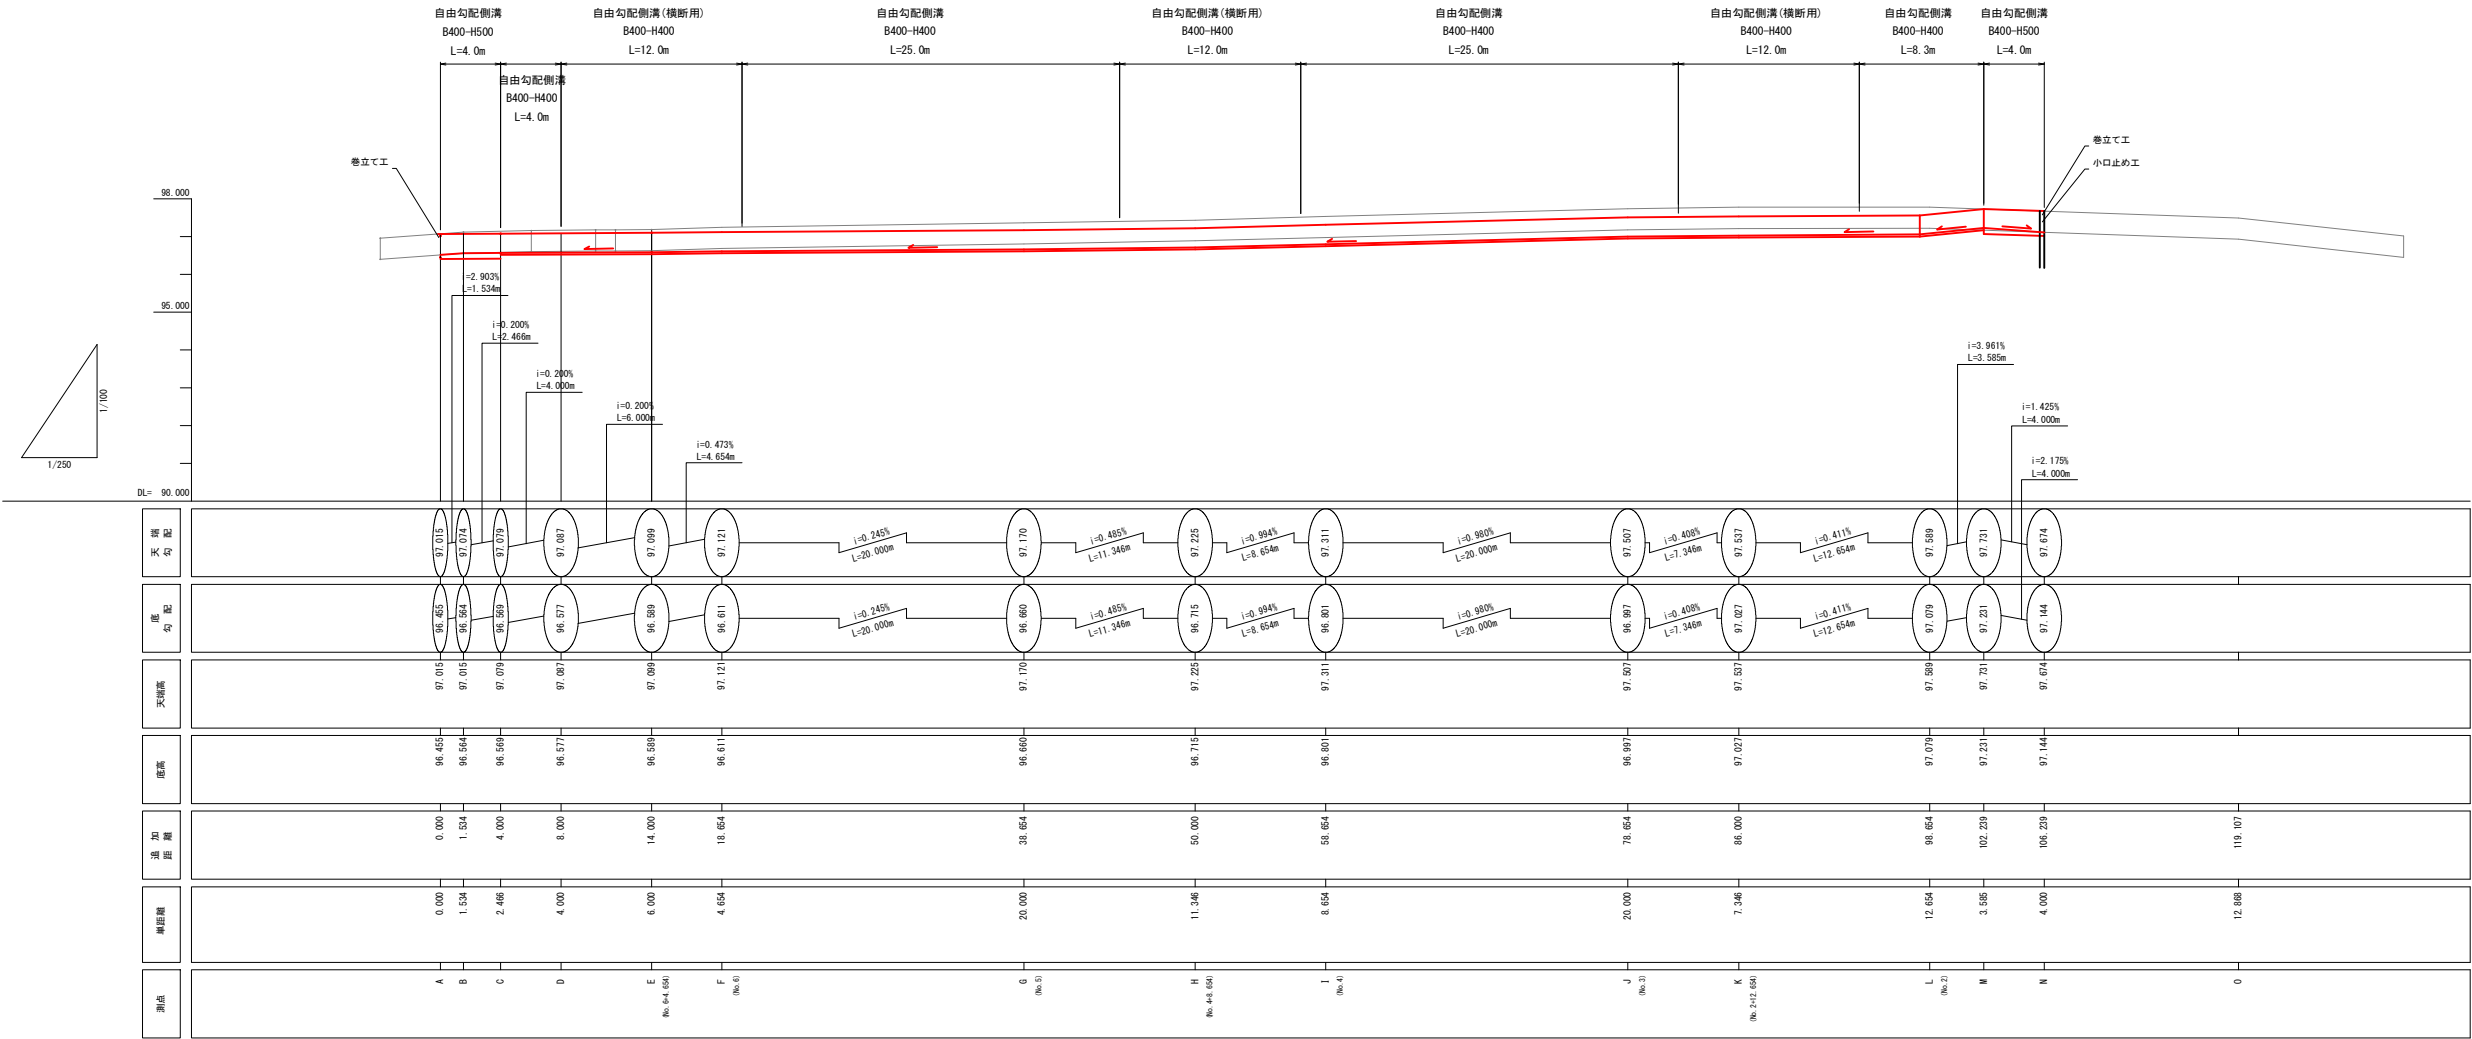 自由勾配側溝
B400-H500
L=4.0m
自由勾配側溝
B400-H400
L=4.0m
自由勾配側溝(横断用)
B400-H400
L=12.0m
自由勾配側溝
B400-H400
L=25.0m
自由勾配側溝(横断用)
B400-H400
L=12.0m
自由勾配側溝
B400-H400
L=25.0m
自由勾配側溝(横断用)
B400-H400
L=12.0m
自由勾配側溝
B400-H400
L=8.3m
自由勾配側溝
B400-H500
L=4.0m
巻立て工
巻立て工
小口止め工
98.000
95.000
DL= 90.000
1/100
1/250
i=2.903%
L=1.534m
i=0.200%
L=2.466m
i=0.200%
L=4.000m
i=0.200%
L=6.000m
i=0.473%
L=4.654m
i=3.961%
L=3.585m
i=1.425%
L=4.000m
i=2.175%
L=4.000m
天端勾配
97.015
97.074
97.079
97.087
97.099
97.121
i=0.245%
L=20.000m
97.170
i=0.485%
L=11.346m
97.225
i=0.994%
L=8.654m
97.311
i=0.980%
L=20.000m
97.507
i=0.408%
L=7.346m
97.537
i=0.411%
L=12.654m
97.589
97.731
97.674
底勾配
96.455
96.564
96.569
96.577
96.589
96.611
i=0.245%
L=20.000m
96.660
i=0.485%
L=11.346m
96.715
i=0.994%
L=8.654m
96.801
i=0.980%
L=20.000m
96.997
i=0.408%
L=7.346m
97.027
i=0.411%
L=12.654m
97.079
97.231
97.144
天端高
97.015
97.015
97.079
97.087
97.099
97.121
97.170
97.225
97.311
97.507
97.537
97.589
97.731
97.674
底高
96.455
96.564
96.569
96.577
96.589
96.611
96.660
96.715
96.801
96.997
97.027
97.079
97.231
97.144
追加距離
0.000
1.534
4.000
8.000
14.000
18.654
38.654
50.000
58.654
78.654
86.000
98.654
102.239
106.239
119.107
単距離
0.000
1.534
2.466
4.000
6.000
4.654
20.000
11.346
8.654
20.000
7.346
12.654
3.585
4.000
12.868
測点
A
B
C
D
E
(No.6+4.654)
F
(No.6)
G
(No.5)
H
(No.4+8.654)
I
(No.4)
J
(No.3)
K
(No.2+12.654)
L
(No.2)
M
N
O